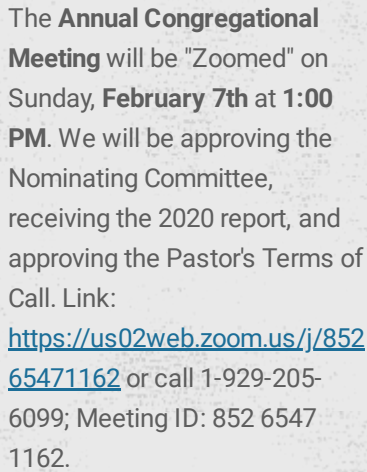 The Annual Congregational
Meeting will be "Zoomed" on
Sunday, February 7th at 1:00
PM. We will be approving the
Nominating Committee,
receiving the 2020 report, and
approving the Pastor's Terms of
Call. Link:
https://us02web.zoom.us/j/852
65471162 or call 1-929-205-
6099; Meeting ID: 852 6547
1162.